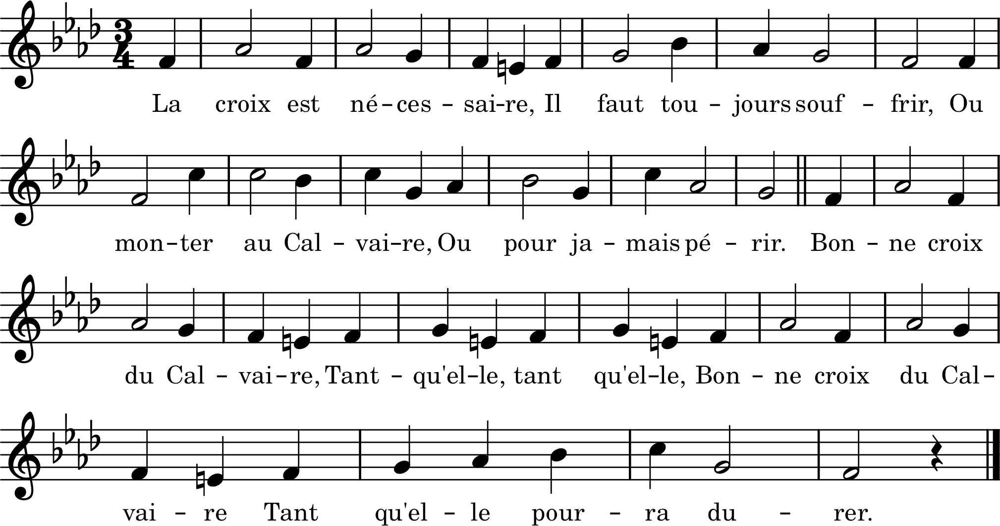 3
4
La croix est né-ces-sai-re, Il faut tou-jours souf-frir, Ou
mon-ter au Cal-vai-re, Ou pour ja-mais pé-rir. Bon-ne croix
du Cal-vai-re, Tant-qu'el-le, tant qu'el-le, Bon-ne croix du Cal-
vai-re Tant qu'el-le pour-ra du-rer.